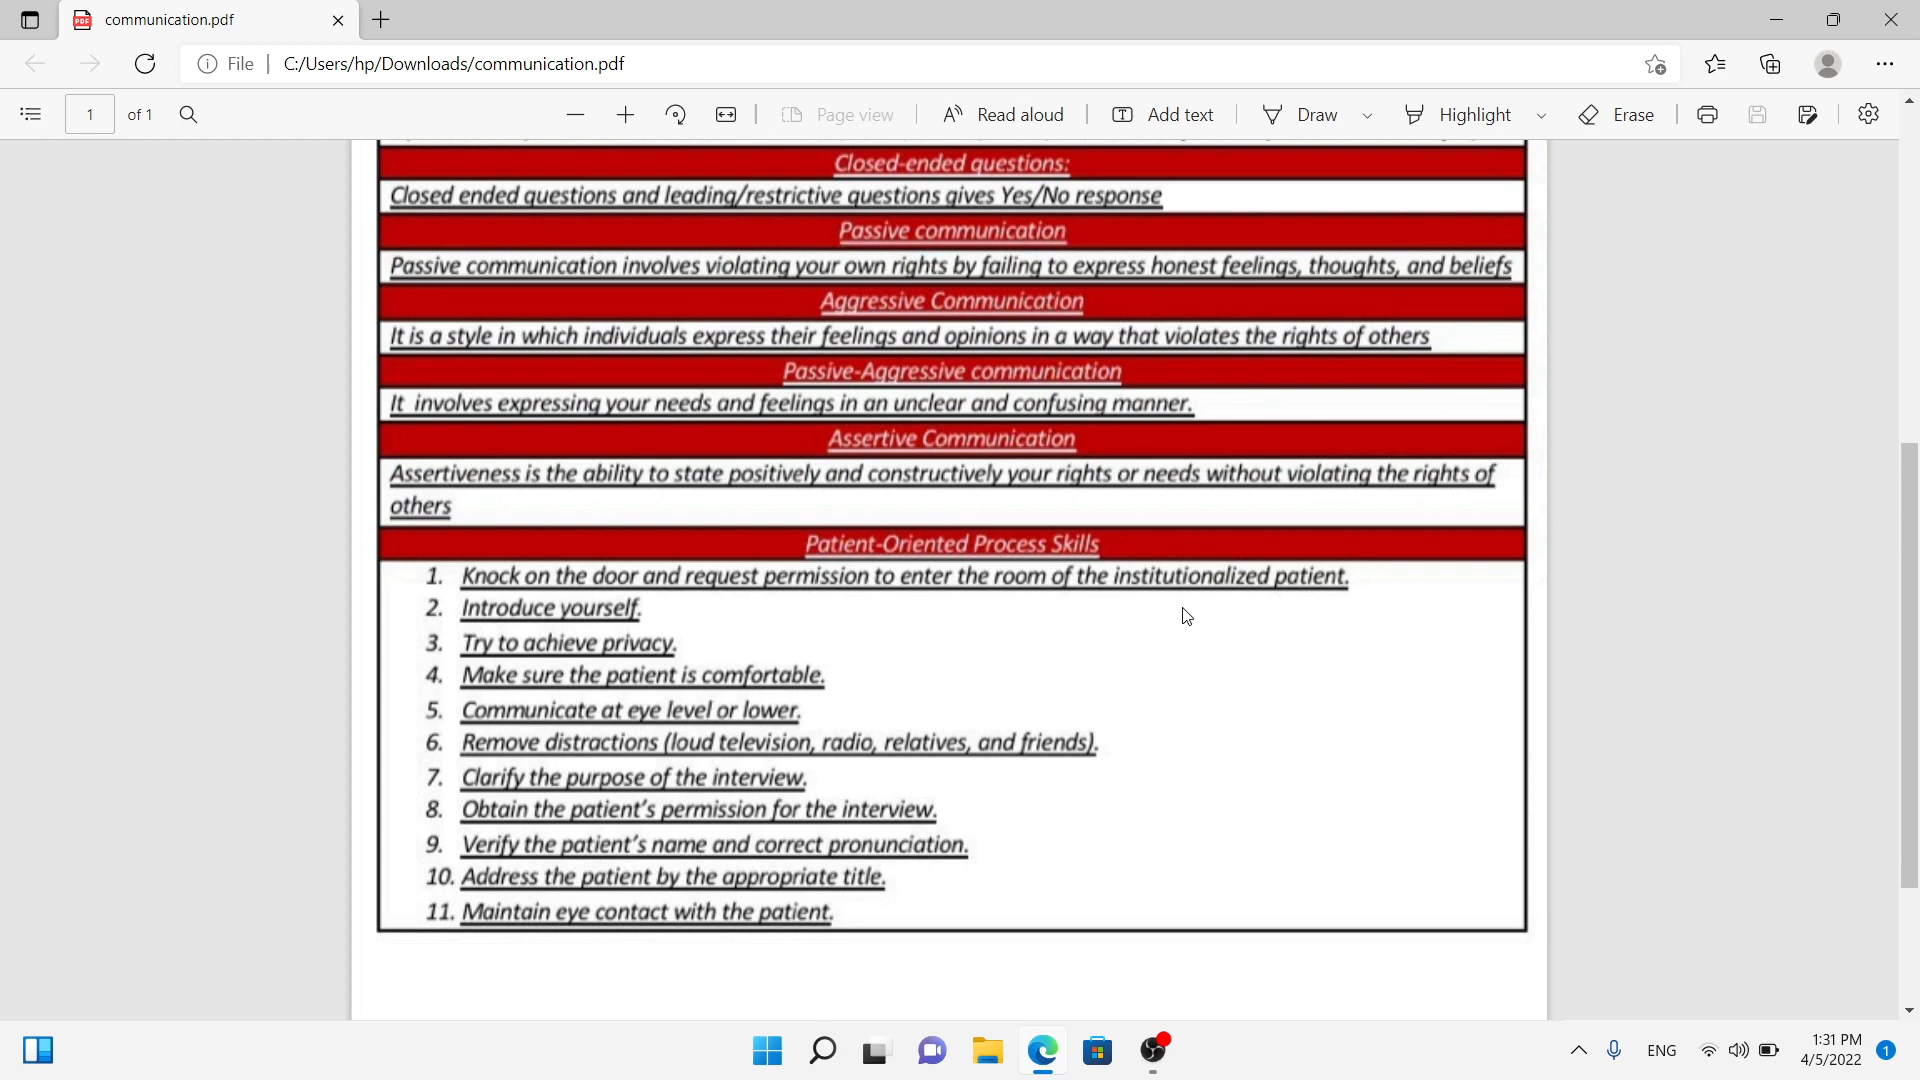 communication.pdf
File
C:/Users/hp/Downloads/communication.pdf
1 of 1
Page view
Read aloud
Add text
Draw
Highlight
Erase
Closed-ended questions:
Closed ended questions and leading/restrictive questions gives Yes/No response
Passive communication
Passive communication involves violating your own rights by failing to express honest feelings, thoughts, and beliefs
Aggressive Communication
It is a style in which individuals express their feelings and opinions in a way that violates the rights of others
Passive-Aggressive communication
It involves expressing your needs and feelings in an unclear and confusing manner.
Assertive Communication
Assertiveness is the ability to state positively and constructively your rights or needs without violating the rights of
others
Patient-Oriented Process Skills
1. Knock on the door and request permission to enter the room of the institutionalized patient.
2. Introduce yourself.
3. Try to achieve privacy.
4. Make sure the patient is comfortable.
5. Communicate at eye level or lower.
6. Remove distractions (loud television, radio, relatives, and friends).
7. Clarify the purpose of the interview.
8. Obtain the patient's permission for the interview.
9. Verify the patient's name and correct pronunciation.
10. Address the patient by the appropriate title.
11. Maintain eye contact with the patient.
ENG
1:31 PM
4/5/2022
1